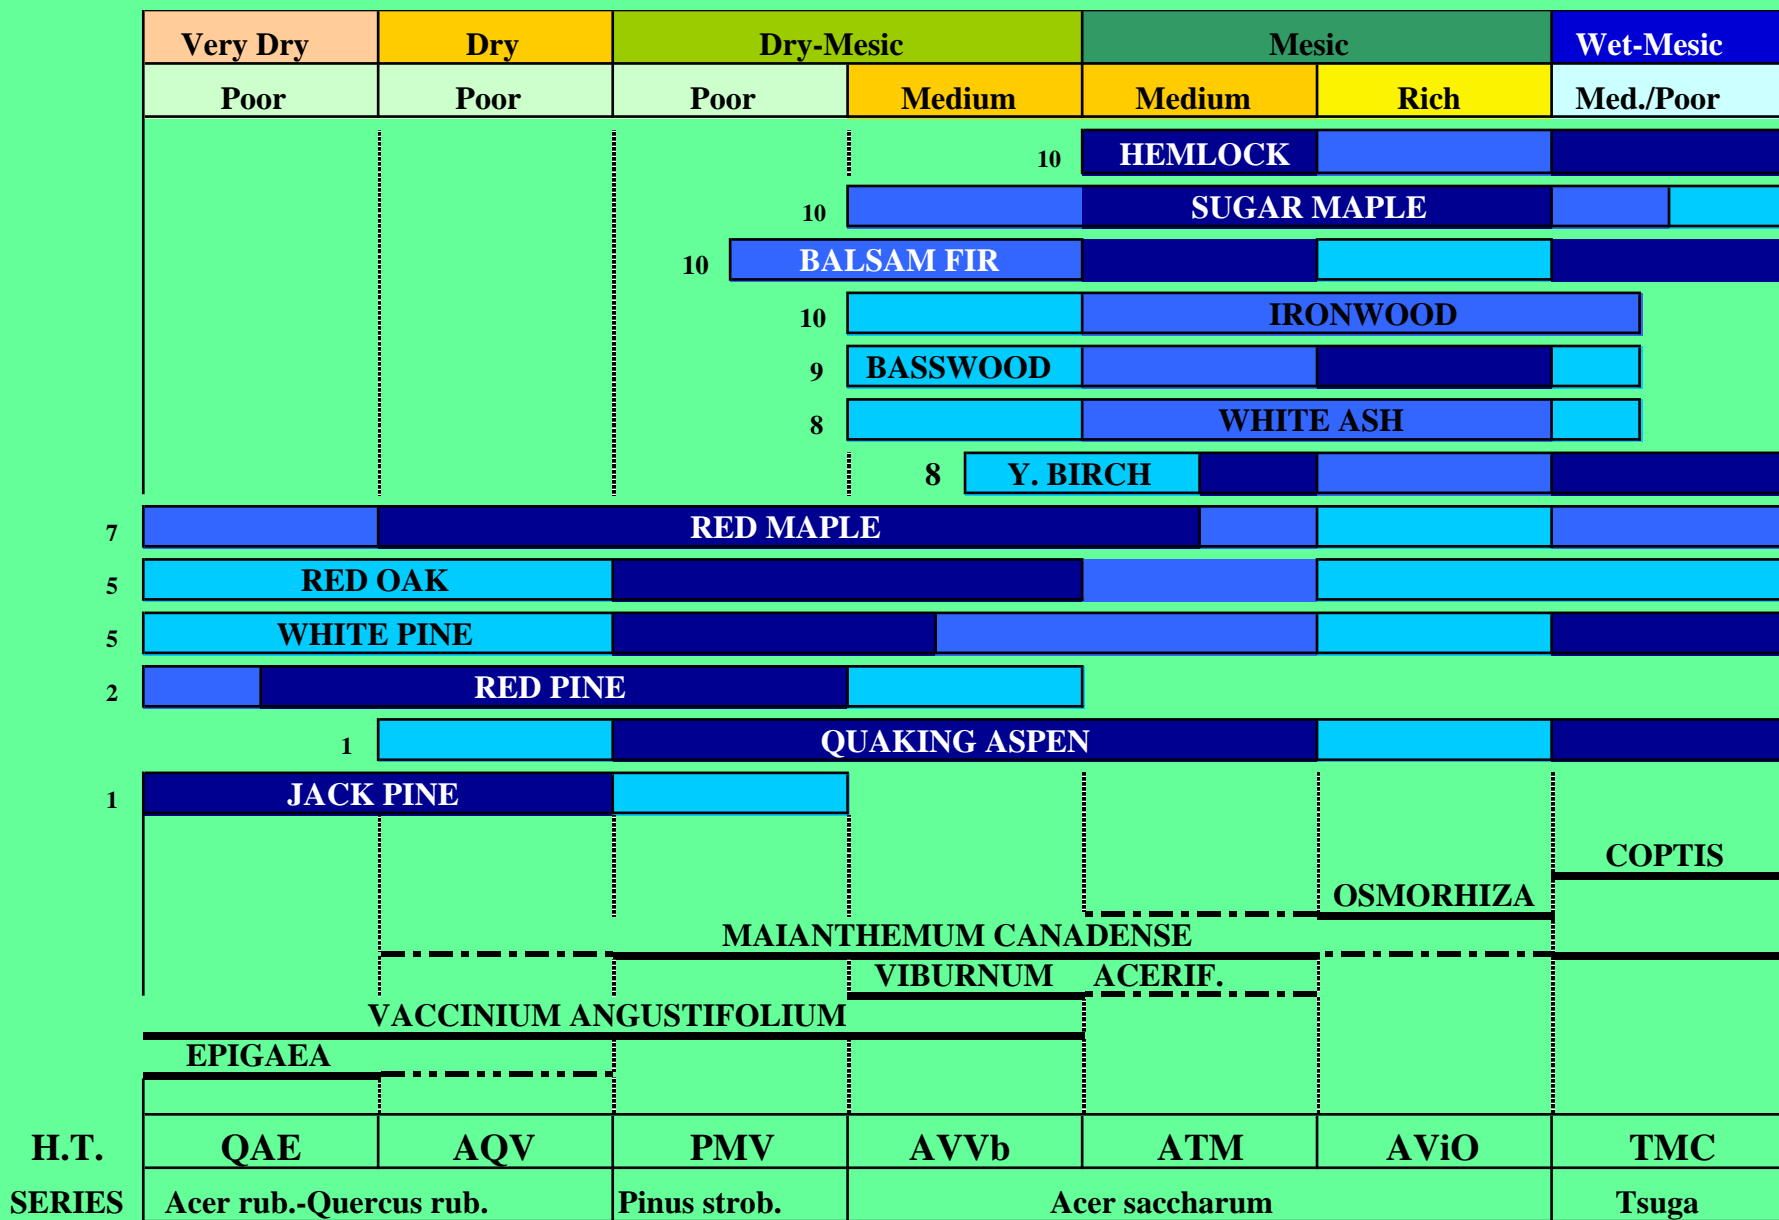 Very Dry Dry Dry-Mesic Mesic Wet-Mesic
Poor Poor Poor Medium Medium Rich Med./Poor
10 HEMLOCK
10 SUGAR MAPLE
10 BALSAM FIR
10 IRONWOOD
9 BASSWOOD
8 WHITE ASH
8 Y. BIRCH
7 RED MAPLE
5 RED OAK
5 WHITE PINE
2 RED PINE
1 QUAKING ASPEN
1 JACK PINE
COPTIS
OSMORHIZA
MAIANTHEMUM CANADENSE
VIBURNUM ACERIF.
VACCINIUM ANGUSTIFOLIUM
EPIGAEA
H.T. QAE AQV PMV AVVb ATM AViO TMC
SERIES Acer rub.-Quercus rub. Pinus strob. Acer saccharum Tsuga